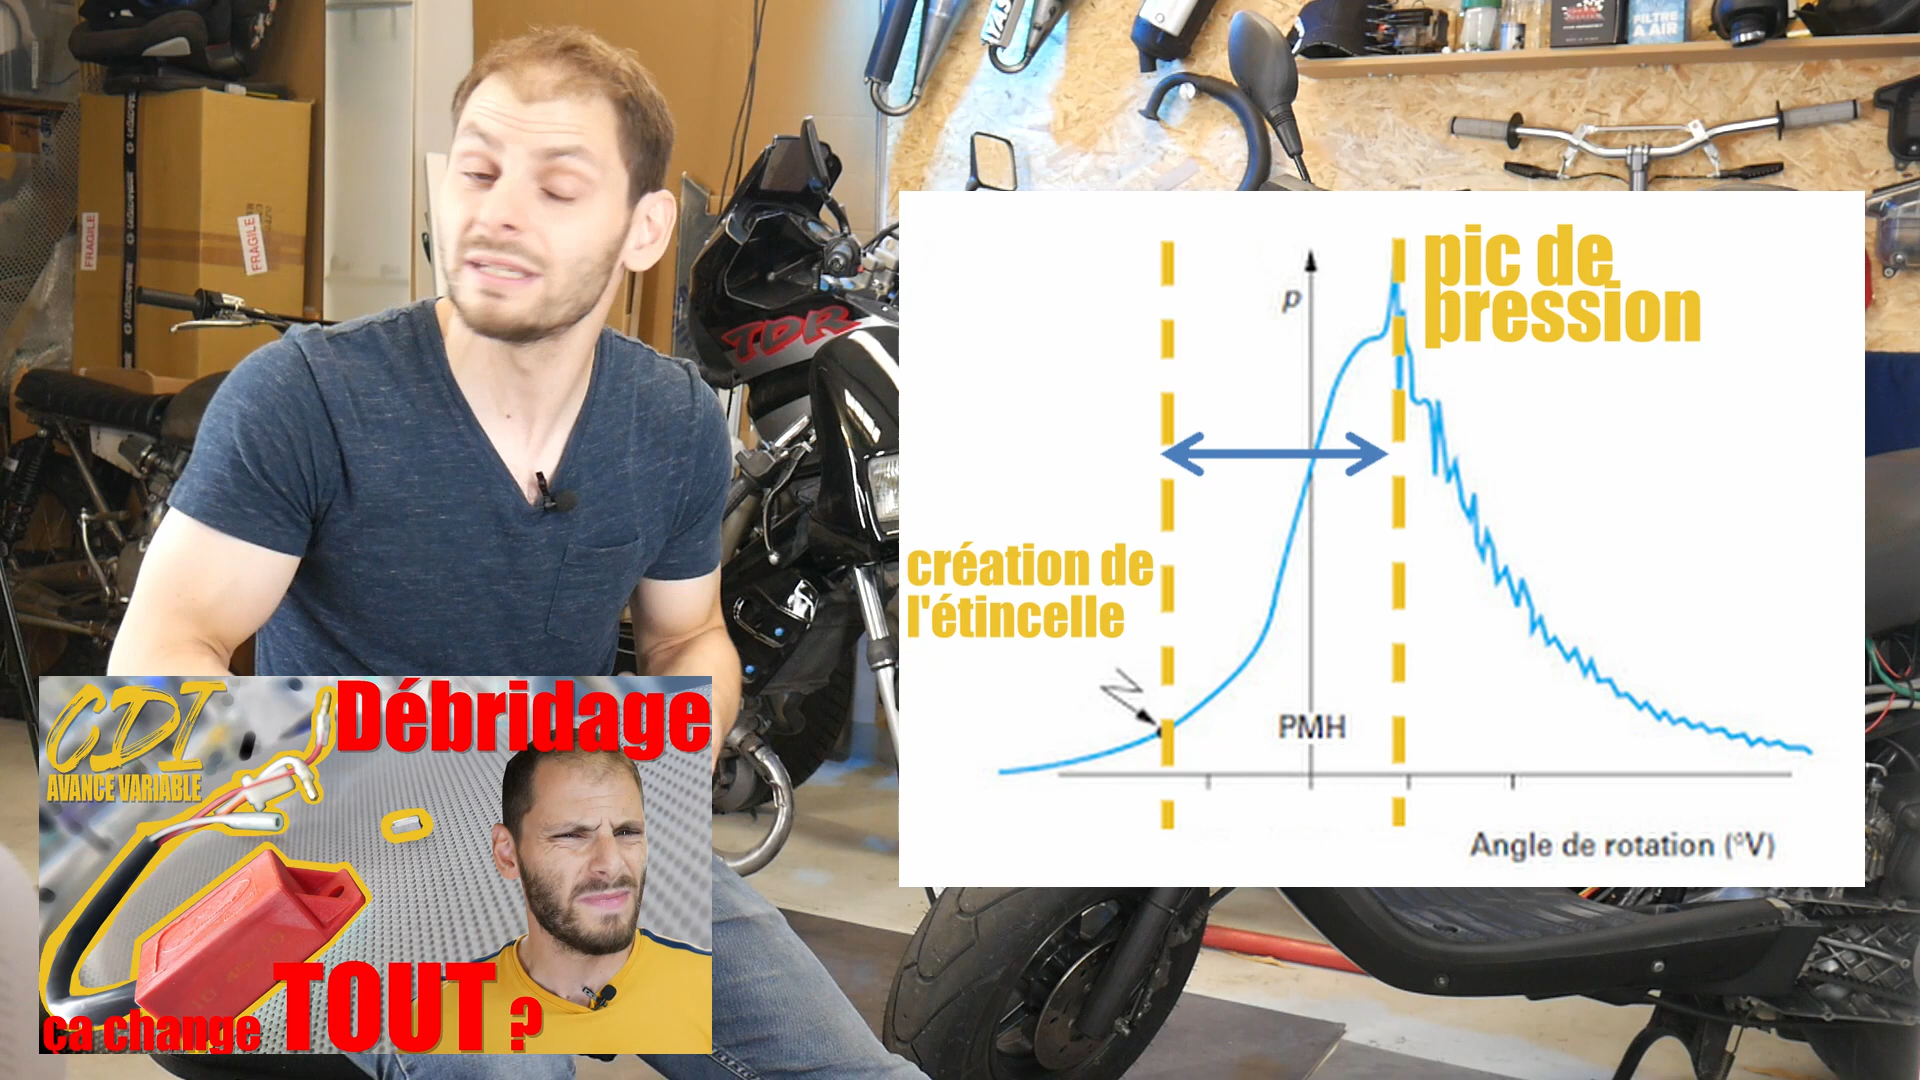 FRAGILE
FRAGILE
TDR
FILTRE
A AIR
pic de
pression
p
création de
l'étincelle
PMH
Angle de rotation (°V)
CDI
AVANCE VARIABLE
Débridage
ça change TOUT ?